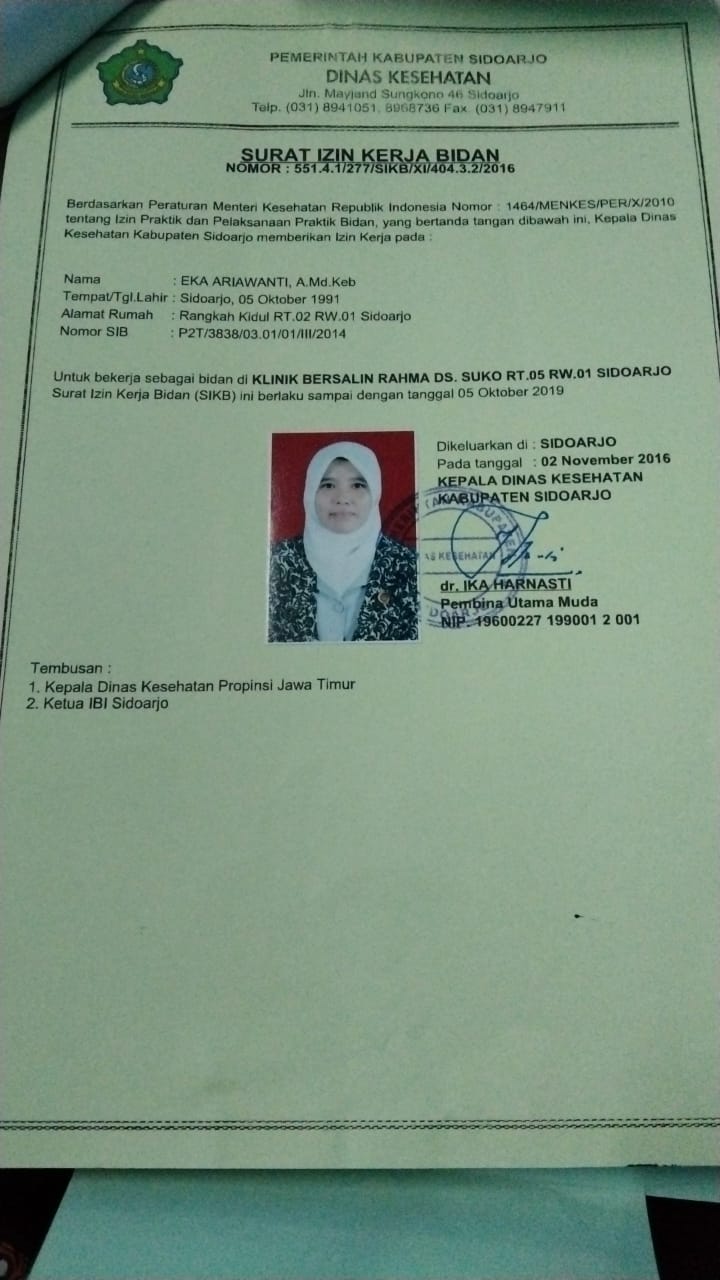 PEMERINTAH KABUPATEN SIDOARJO
DINAS KESEHATAN
Jln. Mayjend Sungkono 46 Sidoarjo
Telp. (031) 8941051, 8968736 Fax. (031) 8947911
SURAT IZIN KERJA BIDAN
NOMOR : 551.4.1/277/SIKB/XI/404.3.2/2016
Berdasarkan Peraturan Menteri Kesehatan Republik Indonesia Nomor : 1464/MENKES/PER/X/2010
tentang Izin Praktik dan Pelaksanaan Praktik Bidan, yang bertanda tangan dibawah ini, Kepala Dinas
Kesehatan Kabupaten Sidoarjo memberikan Izin Kerja pada :
Nama : EKA ARIAWANTI, A.Md.Keb
Tempat/Tgl.Lahir : Sidoarjo, 05 Oktober 1991
Alamat Rumah : Rangkah Kidul RT.02 RW.01 Sidoarjo
Nomor SIB : P2T/3838/03.01/01/III/2014
Untuk bekerja sebagai bidan di KLINIK BERSALIN RAHMA DS. SUKO RT.05 RW.01 SIDOARJO
Surat Izin Kerja Bidan (SIKB) ini berlaku sampai dengan tanggal 05 Oktober 2019
Dikeluarkan di : SIDOARJO
Pada tanggal : 02 November 2016
KEPALA DINAS KESEHATAN
KABUPATEN SIDOARJO
AS KESEHATAN
dr. IKA HARNASTI
Pembina Utama Muda
NIP. 19600227 199001 2 001
Tembusan :
1. Kepala Dinas Kesehatan Propinsi Jawa Timur
2. Ketua IBI Sidoarjo